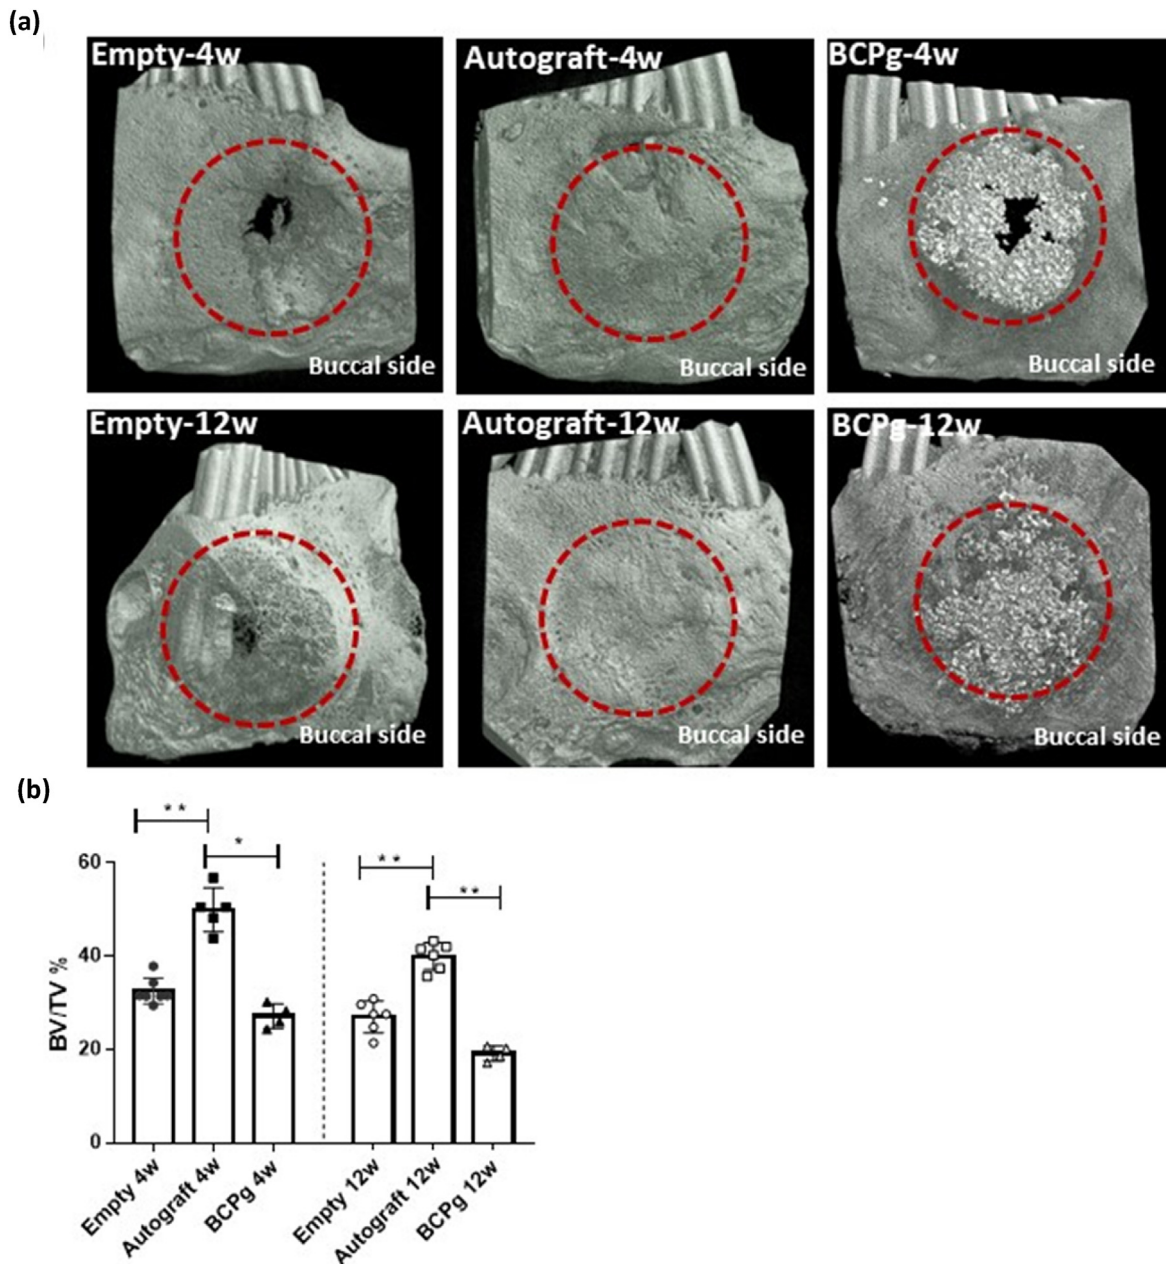 (a)
Empty-4w
Autograft-4w
BCPg-4w
Buccal side
Buccal side
Buccal side
Empty-12w
Autograft-12w
BCPg-12w
Buccal side
Buccal side
Buccal side
(b)
**
*
**
**
60
40
20
0
BV/TV %
Empty 4w
Autograft 4w
BCPg 4w
Empty 12w
Autograft 12w
BCPg 12w